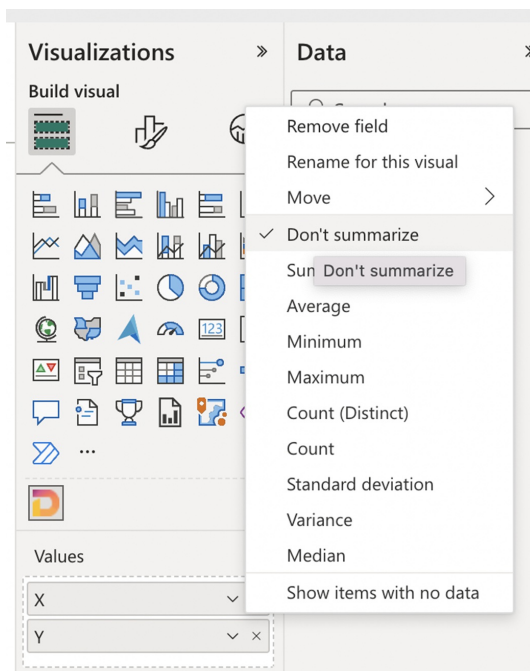 Visualizations
Data
Build visual
Remove field
Rename for this visual
Move
Don't summarize
Sum
Don't summarize
Average
Minimum
Maximum
Count (Distinct)
Count
Standard deviation
Variance
Median
Show items with no data
123
Values
X
Y